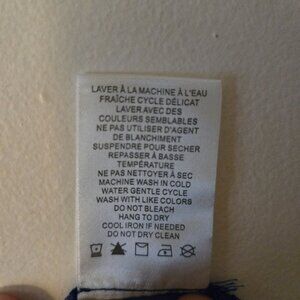 LAVER À LA MACHINE À L'EAU
FRAÎCHE CYCLE DÉLICAT
LAVER AVEC DES
COULEURS SEMBLABLES
NE PAS UTILISER D'AGENT
DE BLANCHIMENT
SUSPENDRE POUR SECHER
REPASSER À BASSE
TEMPÉRATURE
NE PAS NETTOYER À SEC
MACHINE WASH IN COLD
WATER GENTLE CYCLE
WASH WITH LIKE COLORS
DO NOT BLEACH
HANG TO DRY
COOL IRON IF NEEDED
DO NOT DRY CLEAN